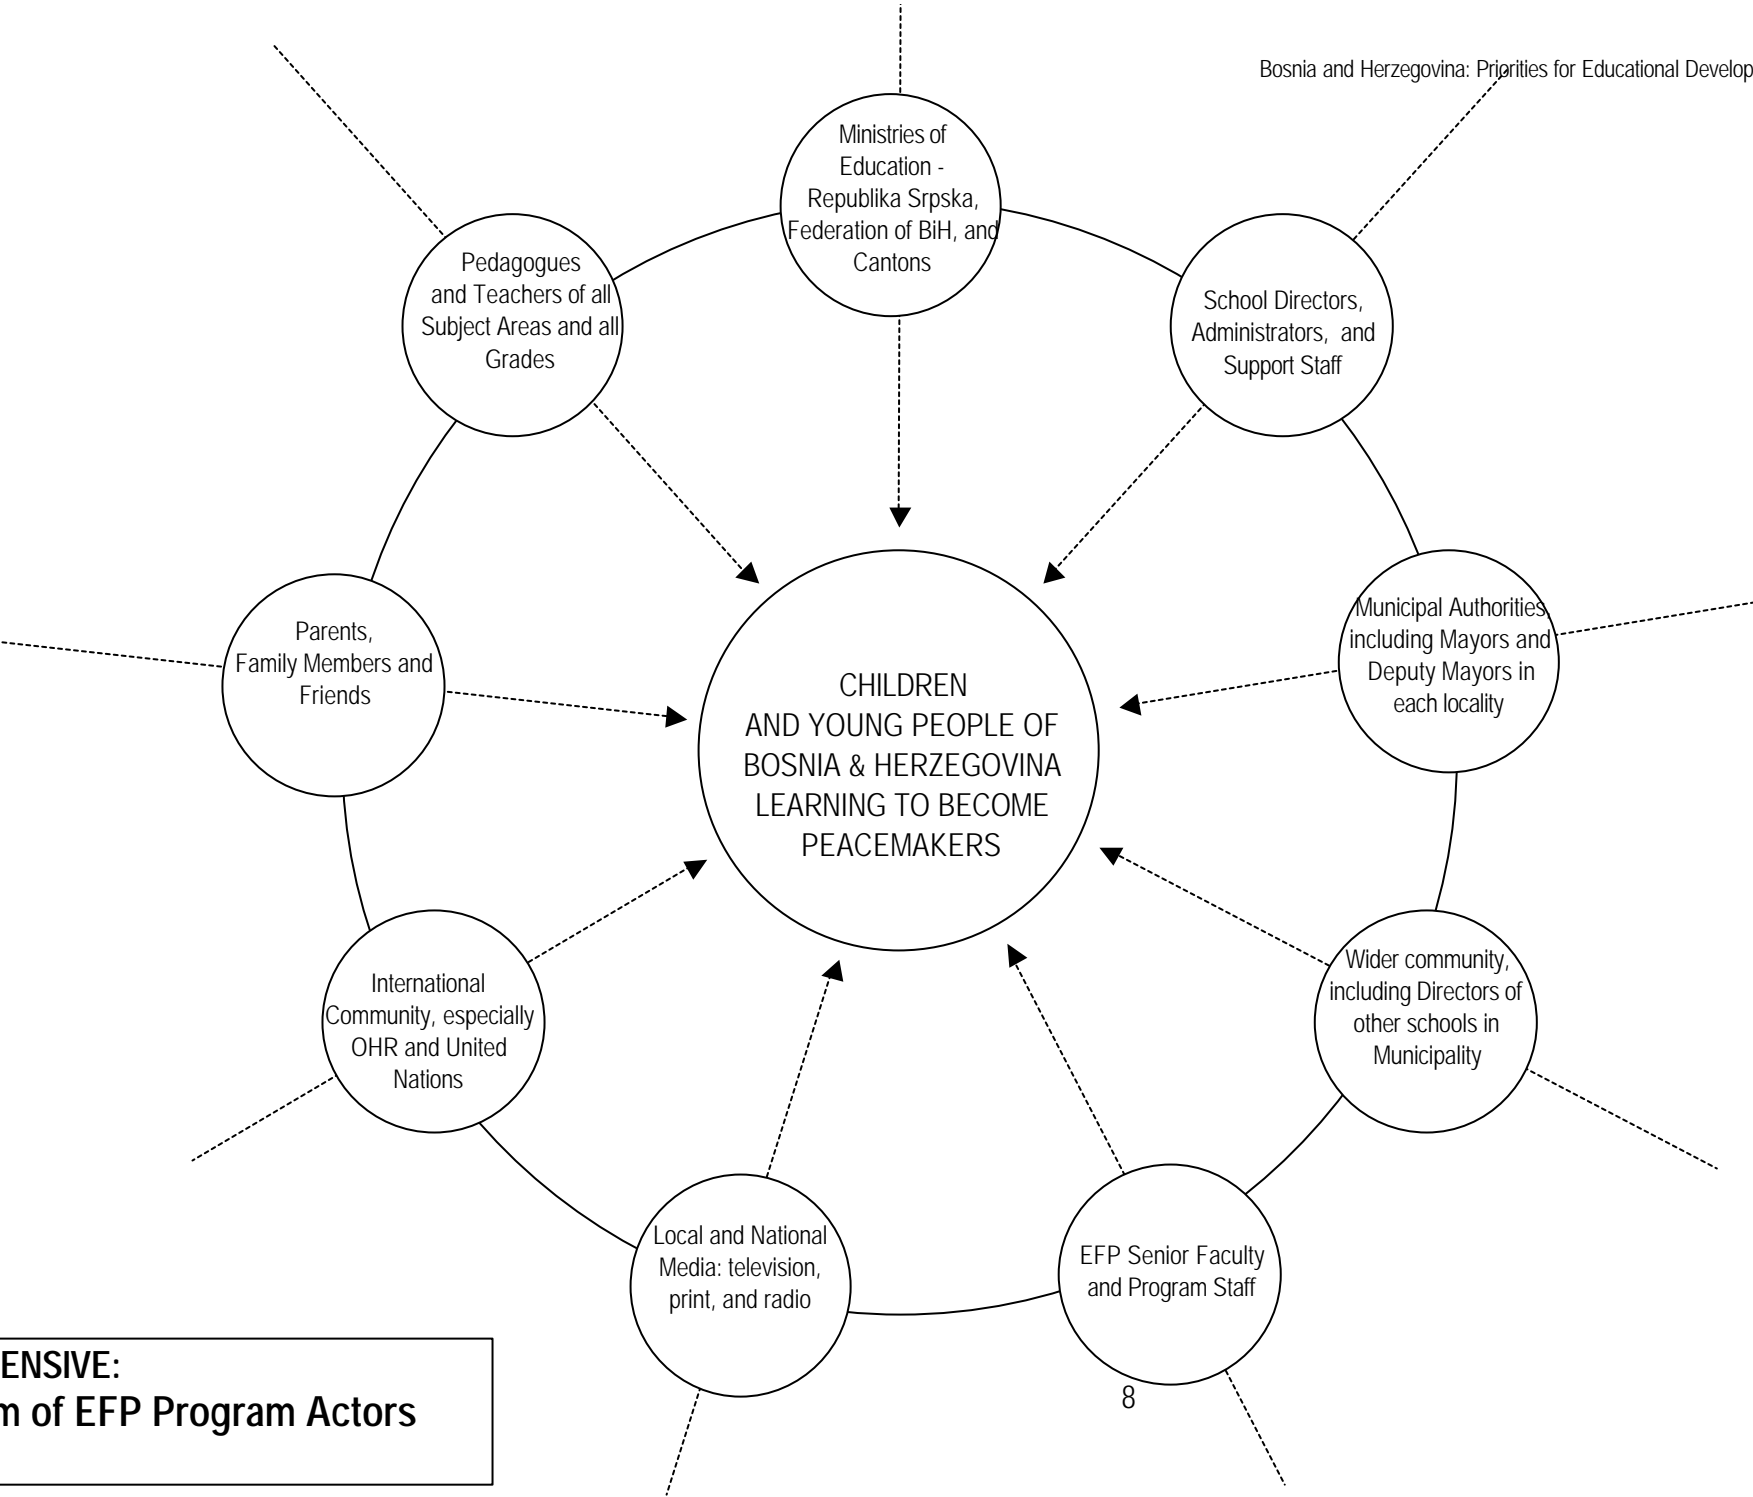 Bosnia and Herzegovina: Priorities for Educational Develop
Ministries of
Education -
Republika Srpska,
Federation of BiH, and
Cantons
Pedagogues
and Teachers of all
Subject Areas and all
Grades
School Directors,
Administrators, and
Support Staff
Municipal Authorities,
including Mayors and
Deputy Mayors in
each locality
Parents,
Family Members and
Friends
CHILDREN
AND YOUNG PEOPLE OF
BOSNIA & HERZEGOVINA
LEARNING TO BECOME
PEACEMAKERS
Wider community,
including Directors of
other schools in
Municipality
International
Community, especially
OHR and United
Nations
Local and National
Media: television,
print, and radio
EFP Senior Faculty
and Program Staff
8
ENSIVE:
m of EFP Program Actors